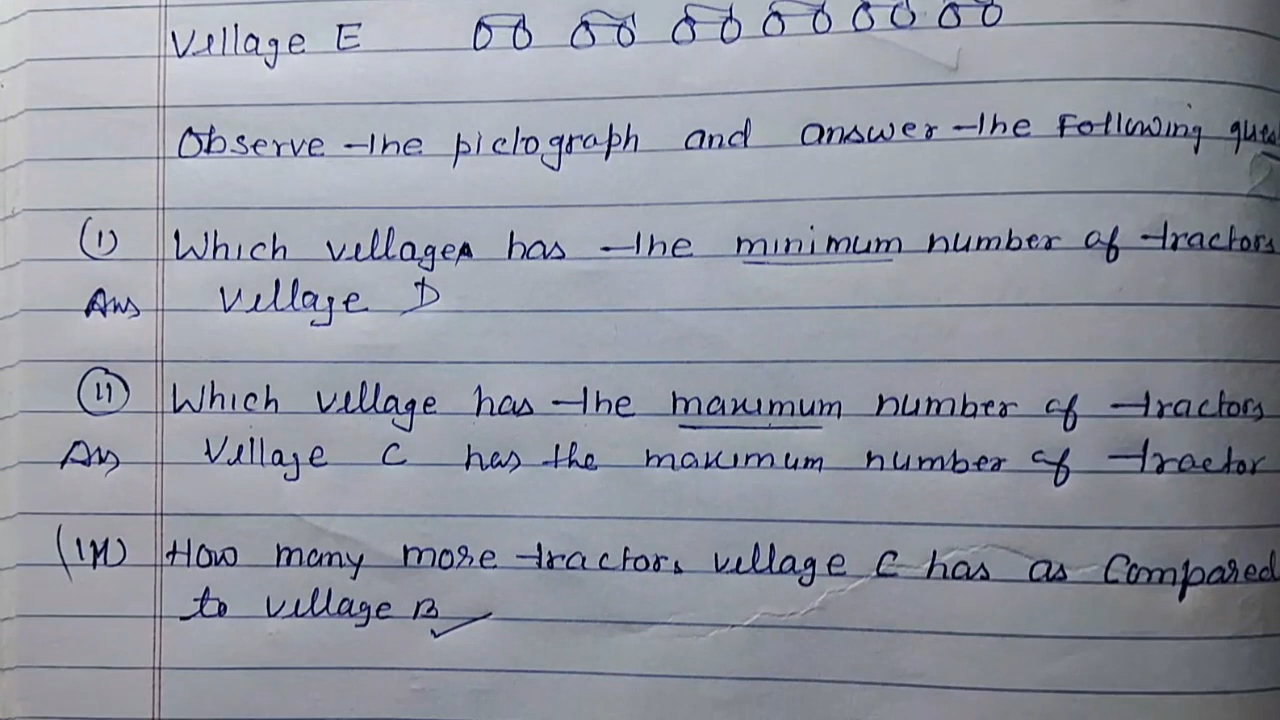 Village E
Observe the pictograph and answer the Following ques
(I) Which village has the minimum number of tractors
Ans Village D
(II) Which village has the maximum number of tractors
Ans Village C has the maximum number of tractor
(III) How many more tractors village C has as Compared
to village B